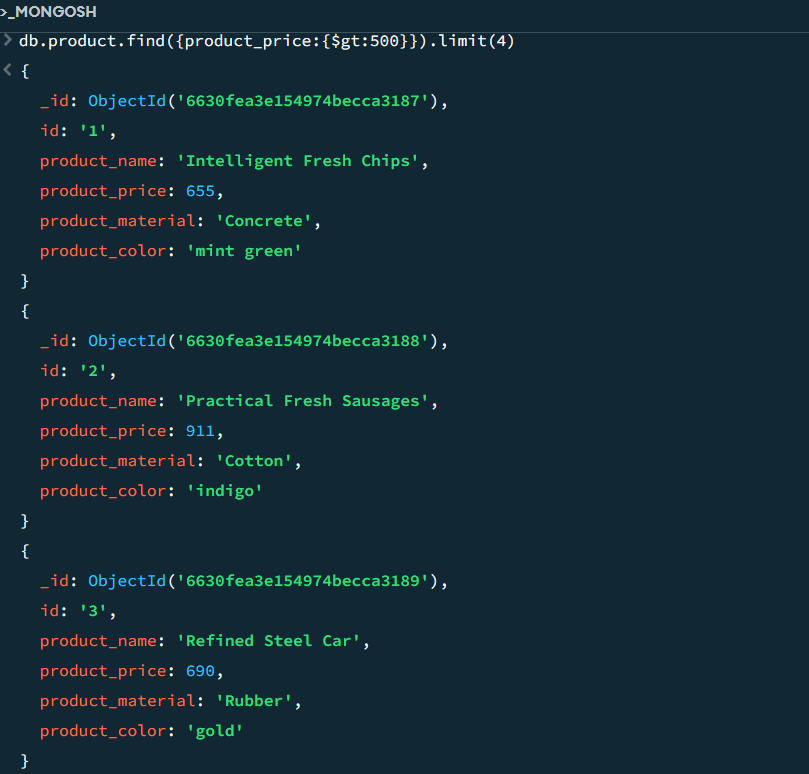 >_MONGOSH
> db.product.find({product_price:{$gt:500}}).limit(4)
< {
_id: ObjectId('6630fea3e154974becca3187'),
id: '1',
product_name: 'Intelligent Fresh Chips',
product_price: 655,
product_material: 'Concrete',
product_color: 'mint green'
}
{
_id: ObjectId('6630fea3e154974becca3188'),
id: '2',
product_name: 'Practical Fresh Sausages',
product_price: 911,
product_material: 'Cotton',
product_color: 'indigo'
}
{
_id: ObjectId('6630fea3e154974becca3189'),
id: '3',
product_name: 'Refined Steel Car',
product_price: 690,
product_material: 'Rubber',
product_color: 'gold'
}